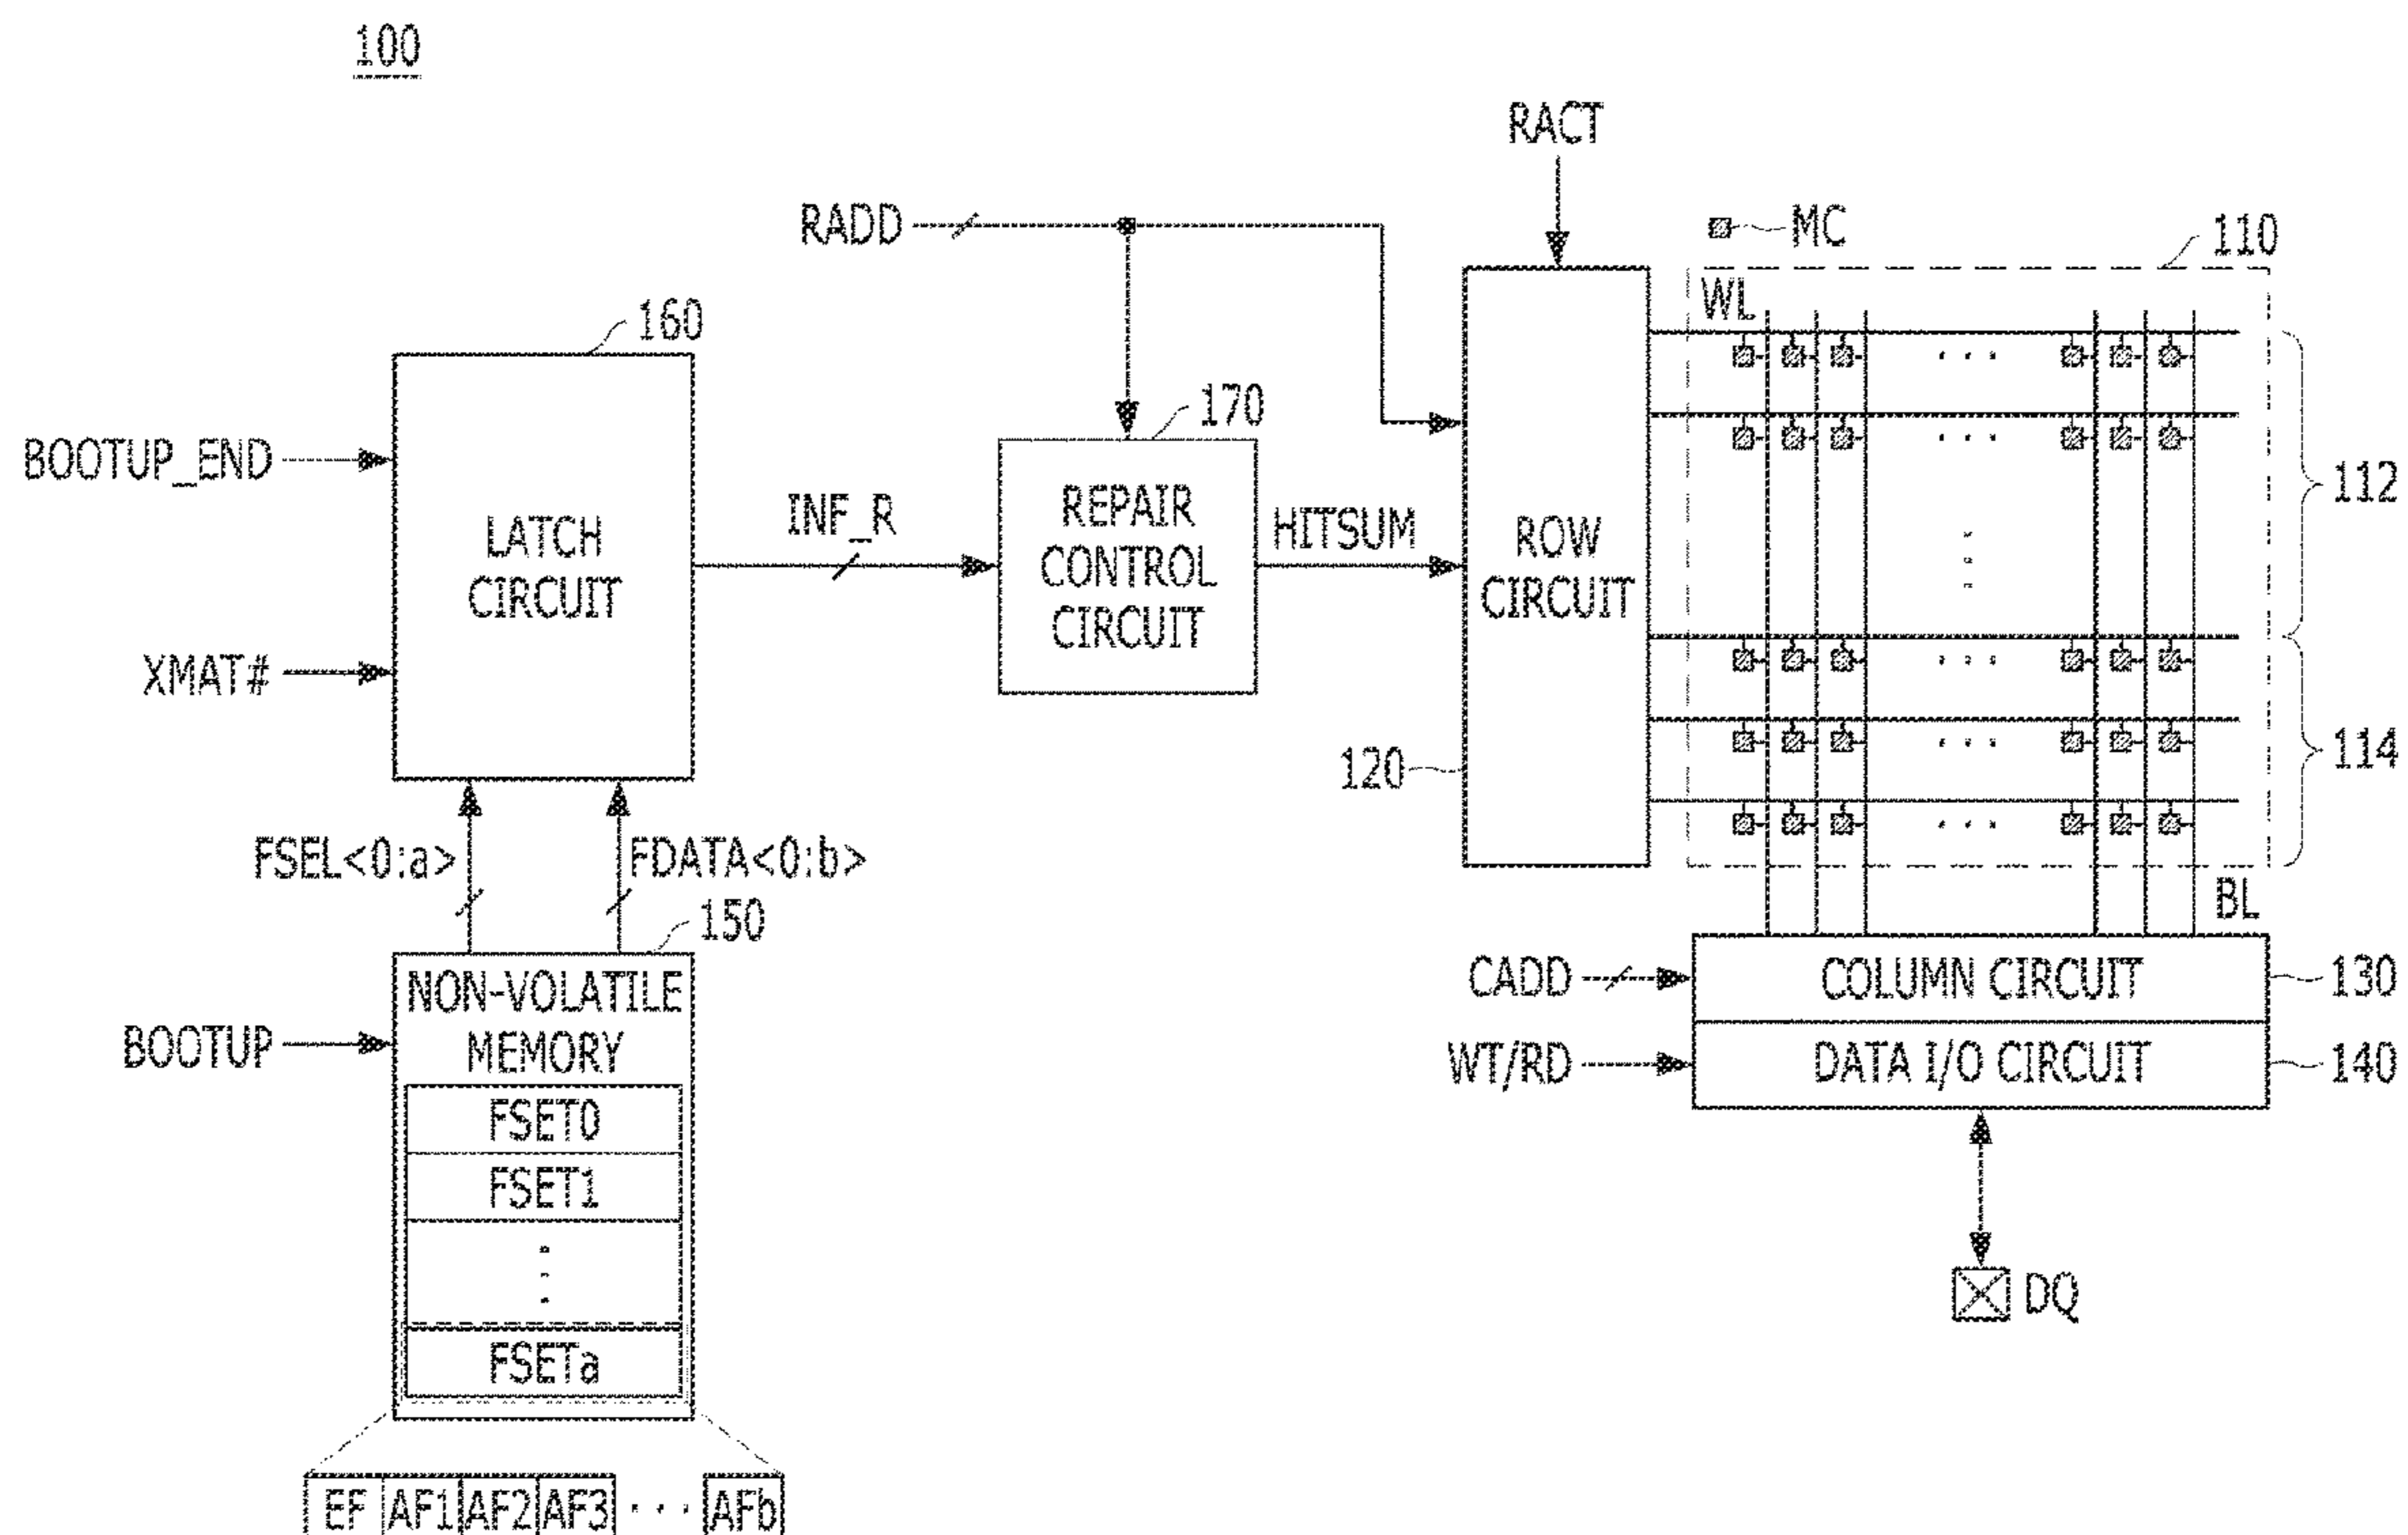 100
RACT
RADD
MC
110
WL
160
170
BOOTUP_END
INF_R
LATCH
CIRCUIT
REPAIR
CONTROL
CIRCUIT
HITSUM
ROW
CIRCUIT
112
XMAT#
120
114
FSEL<0:a>
FDATA<0:b>
150
BL
NON-VOLATILE
MEMORY
CADD
COLUMN CIRCUIT
130
BOOTUP
WT/RD
DATA I/O CIRCUIT
140
FSET0
FSET1
FSETa
DQ
EF AF1 AF2 AF3 ... AFb